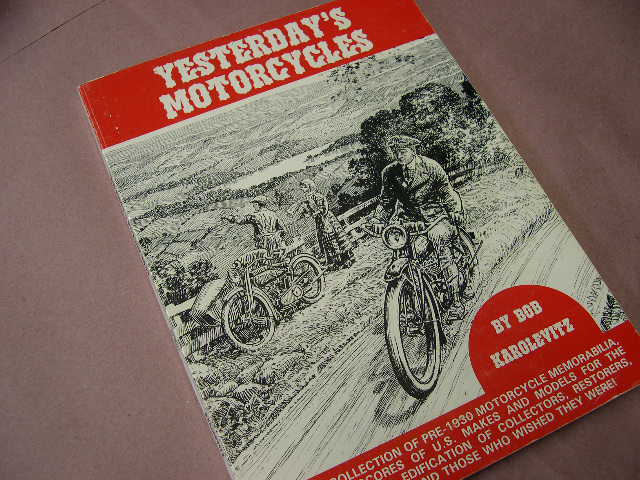 YESTERDAY'S
MOTORCYCLES
BY BOB
KAROLEVITZ
COLLECTION OF PRE-1930 MOTORCYCLE MEMORABILIA,
SCORES OF U.S. MAKES AND MODELS FOR THE
EDIFICATION OF COLLECTORS, RESTORERS,
AND THOSE WHO WISHED THEY WERE!